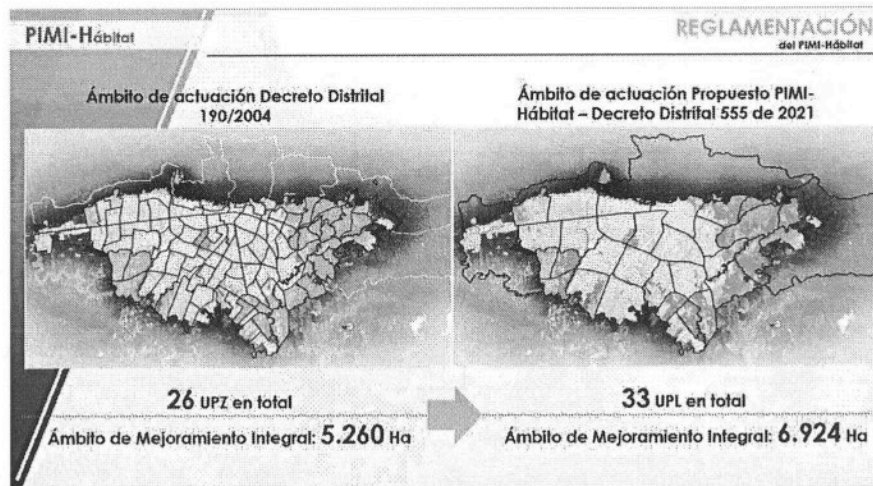 PIMI-Hábitat
REGLAMENTACIÓN
del PIMI-Hábitat
Ámbito de actuación Decreto Distrital
190/2004
Ámbito de actuación Propuesto PIMI-
Hábitat – Decreto Distrital 555 de 2021
26 UPZ en total
33 UPL en total
Ámbito de Mejoramiento Integral: 5.260 Ha
Ámbito de Mejoramiento Integral: 6.924 Ha